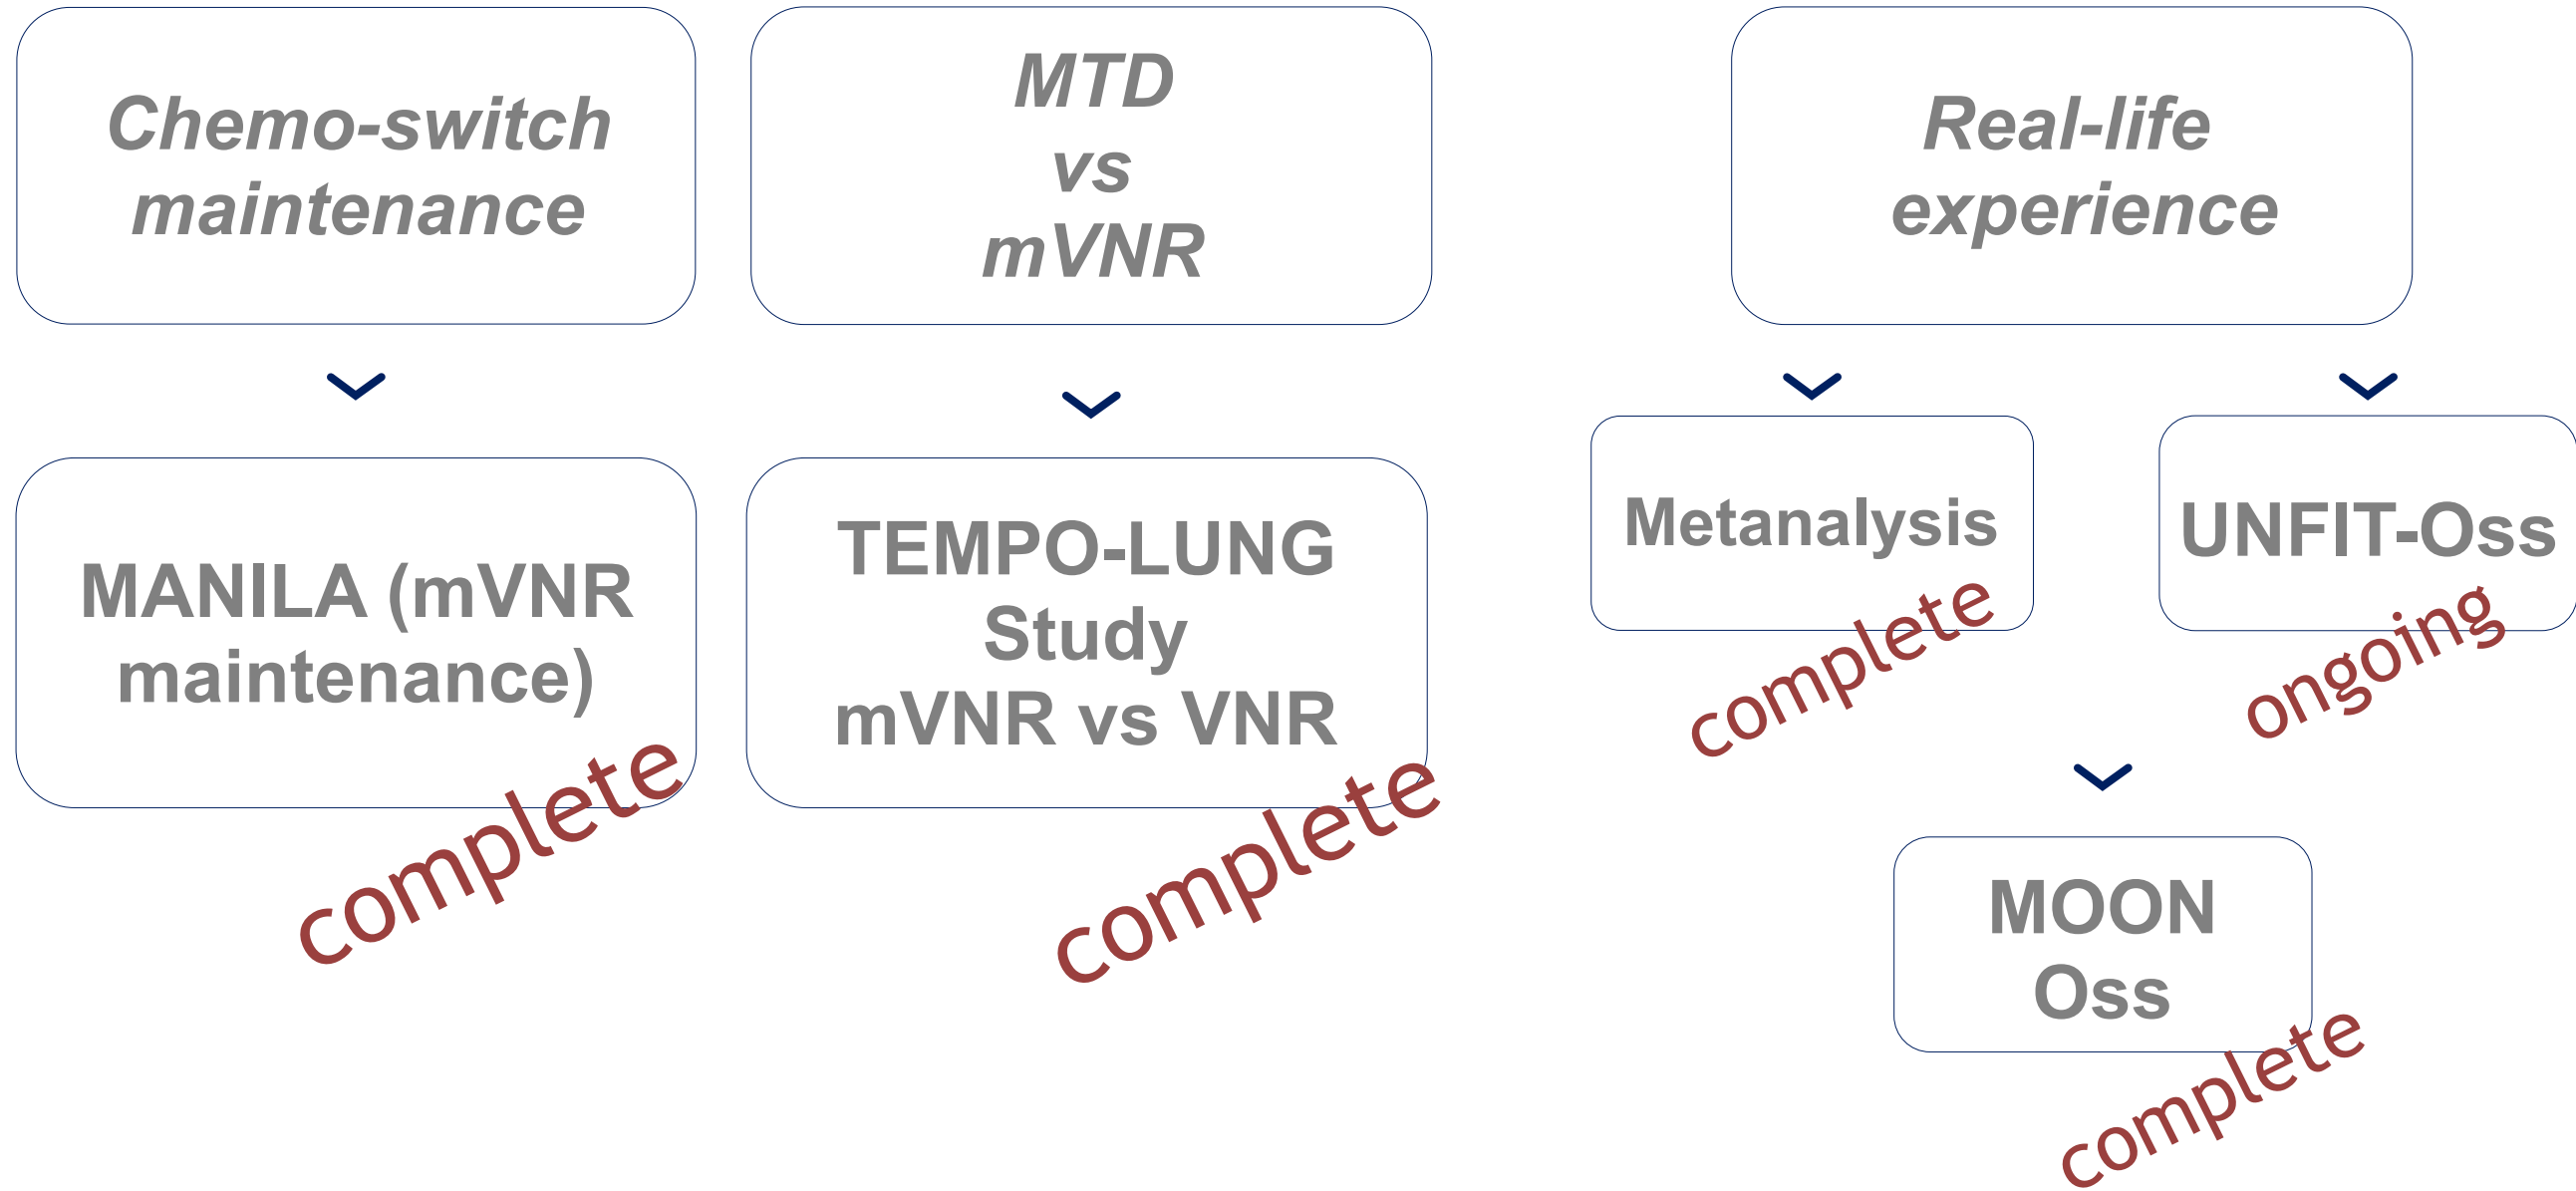 Chemo-switch
maintenance
MTD
vs
mVNR
Real-life
experience
MANILA (mVNR
maintenance)
complete
TEMPO-LUNG
Study
mVNR vs VNR
complete
Metanalysis
complete
UNFIT-Oss
ongoing
MOON
Oss
complete